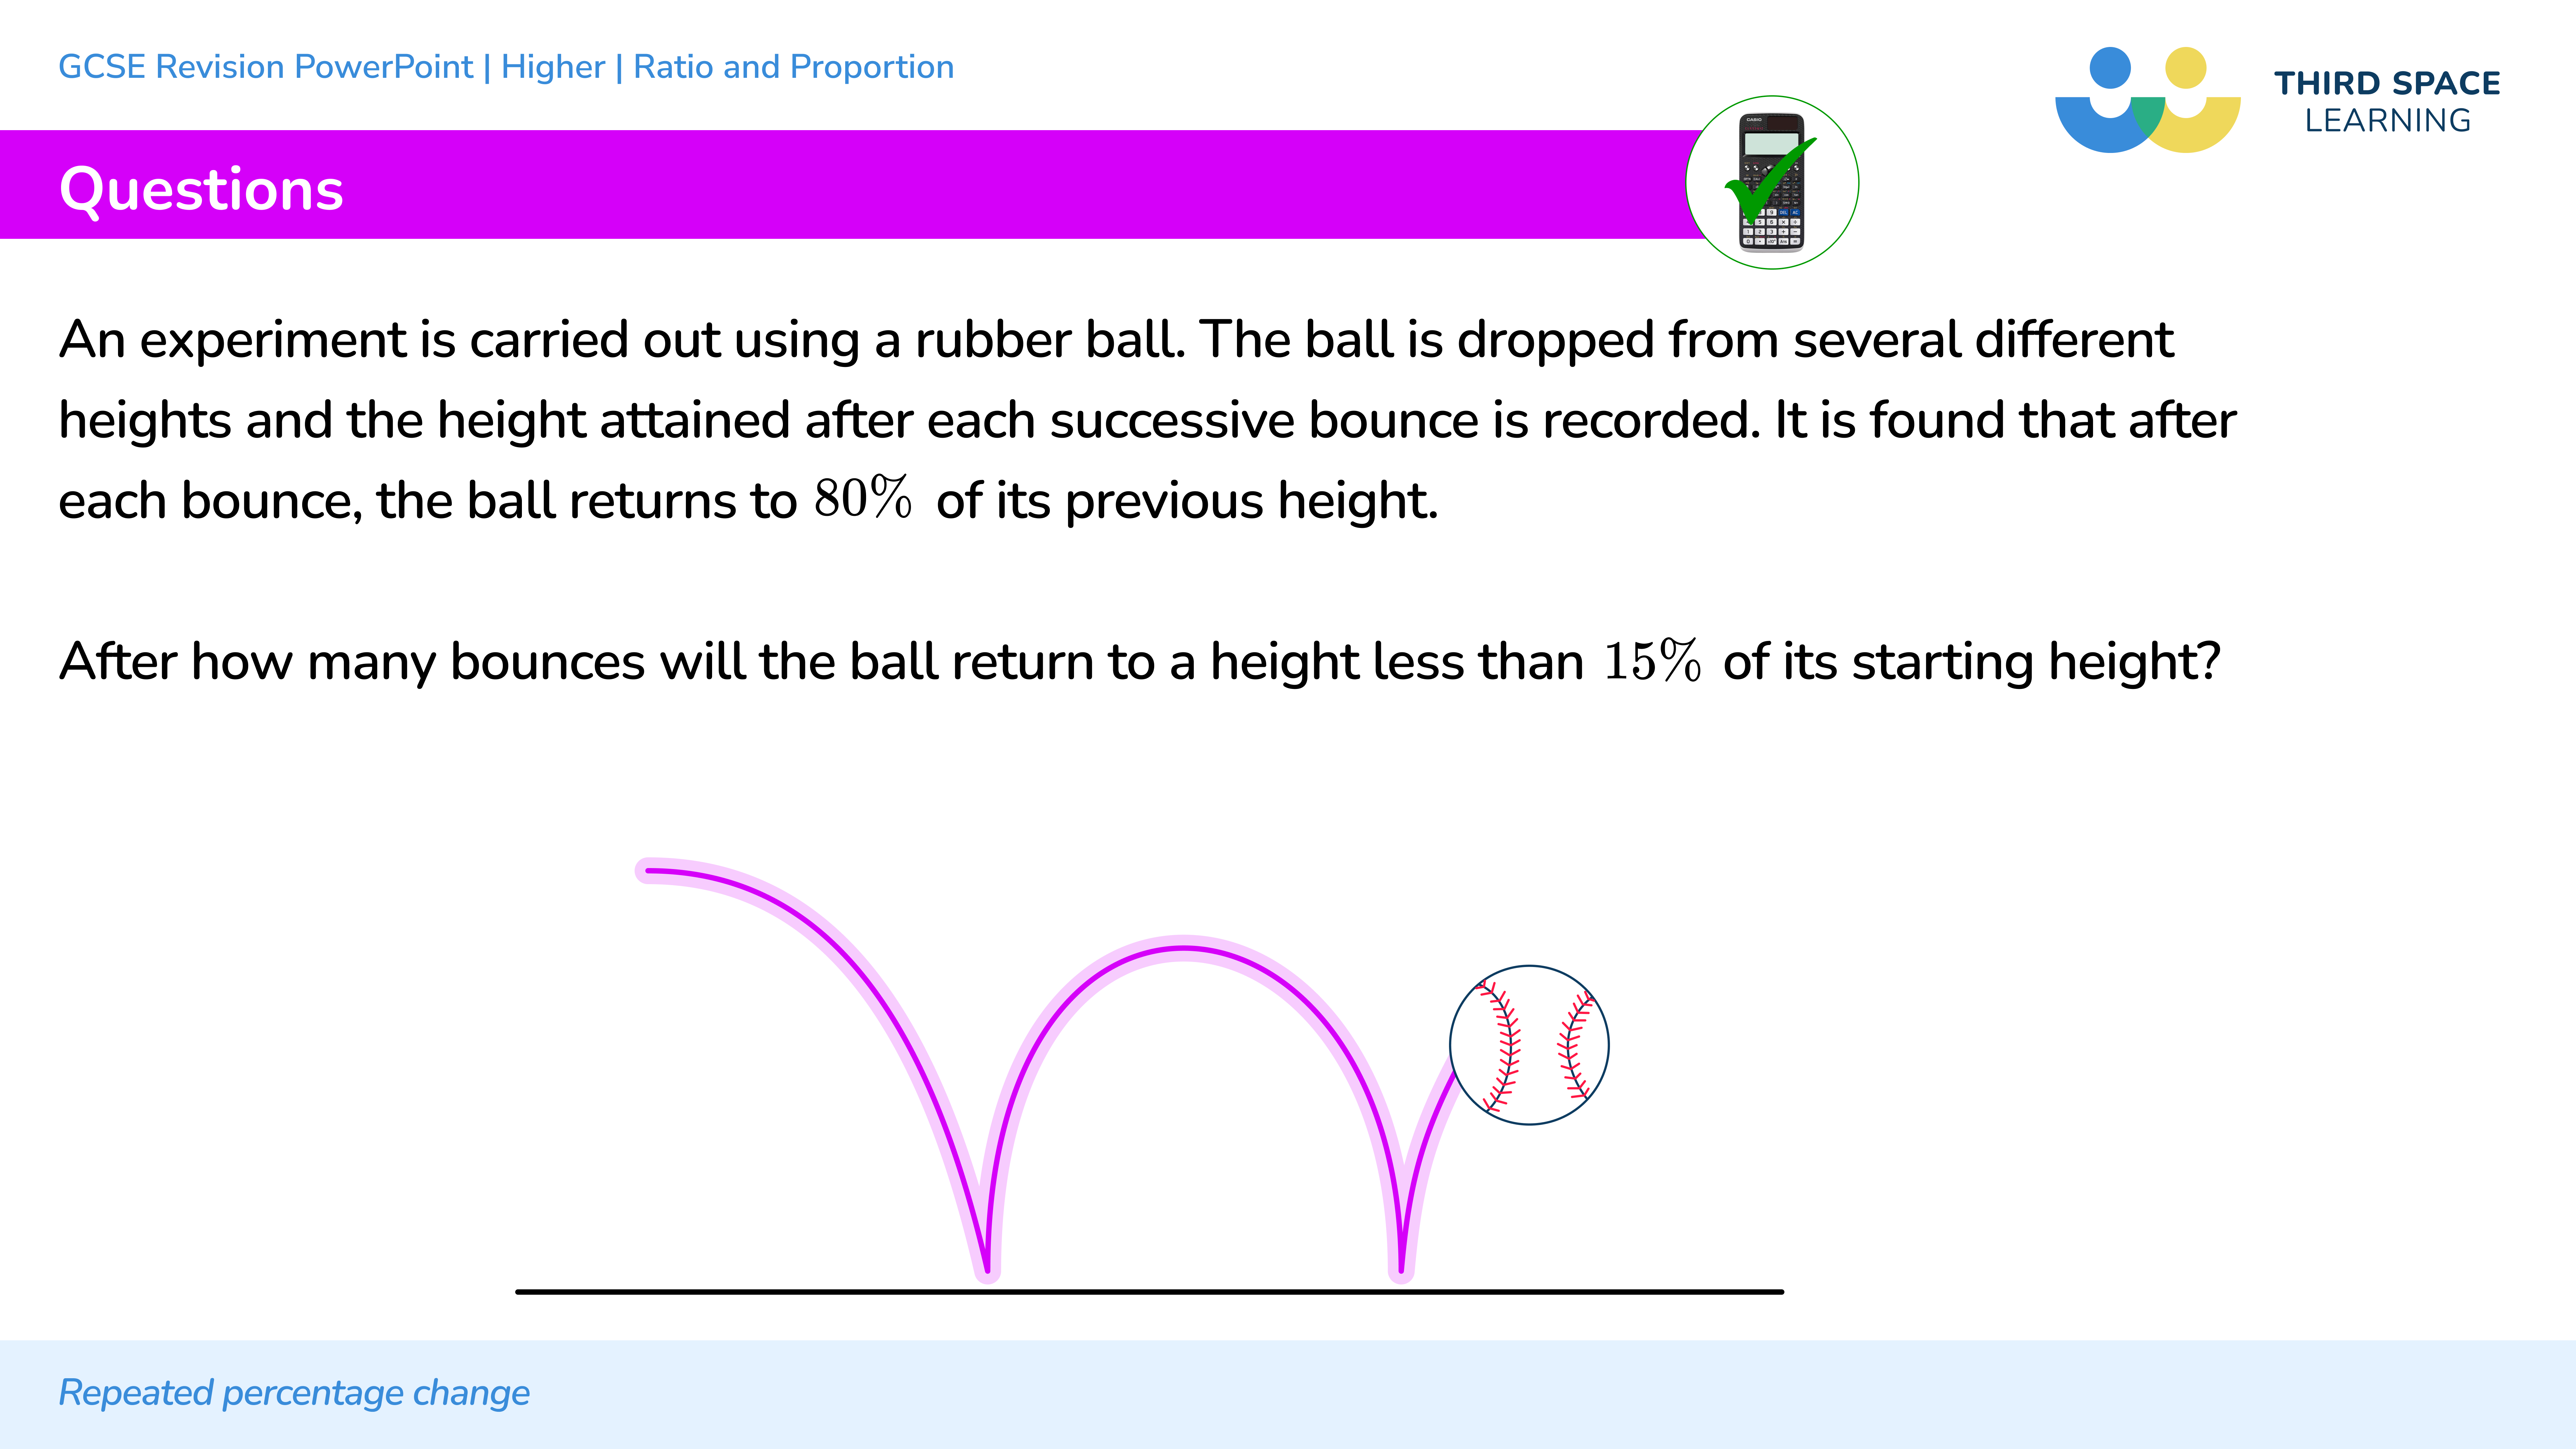 GCSE Revision PowerPoint | Higher | Ratio and Proportion
THIRD SPACE
LEARNING
Questions
CASIO
An experiment is carried out using a rubber ball. The ball is dropped from several different
heights and the height attained after each successive bounce is recorded. It is found that after
each bounce, the ball returns to 80% of its previous height.
After how many bounces will the ball return to a height less than 15% of its starting height?
Repeated percentage change